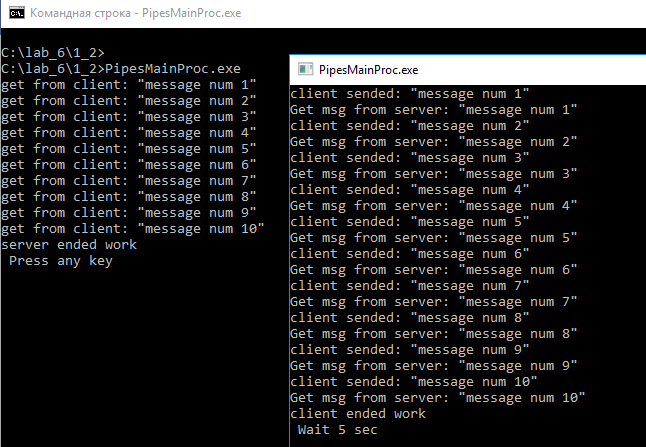 Командная строка - PipesMainProc.exe
C:\lab_6\1_2>
C:\lab_6\1_2>PipesMainProc.exe
get from client: "message num 1"
get from client: "message num 2"
get from client: "message num 3"
get from client: "message num 4"
get from client: "message num 5"
get from client: "message num 6"
get from client: "message num 7"
get from client: "message num 8"
get from client: "message num 9"
get from client: "message num 10"
server ended work
Press any key
PipesMainProc.exe
client sended: "message num 1"
Get msg from server: "message num 1"
client sended: "message num 2"
Get msg from server: "message num 2"
client sended: "message num 3"
Get msg from server: "message num 3"
client sended: "message num 4"
Get msg from server: "message num 4"
client sended: "message num 5"
Get msg from server: "message num 5"
client sended: "message num 6"
Get msg from server: "message num 6"
client sended: "message num 7"
Get msg from server: "message num 7"
client sended: "message num 8"
Get msg from server: "message num 8"
client sended: "message num 9"
Get msg from server: "message num 9"
client sended: "message num 10"
Get msg from server: "message num 10"
client ended work
Wait 5 sec